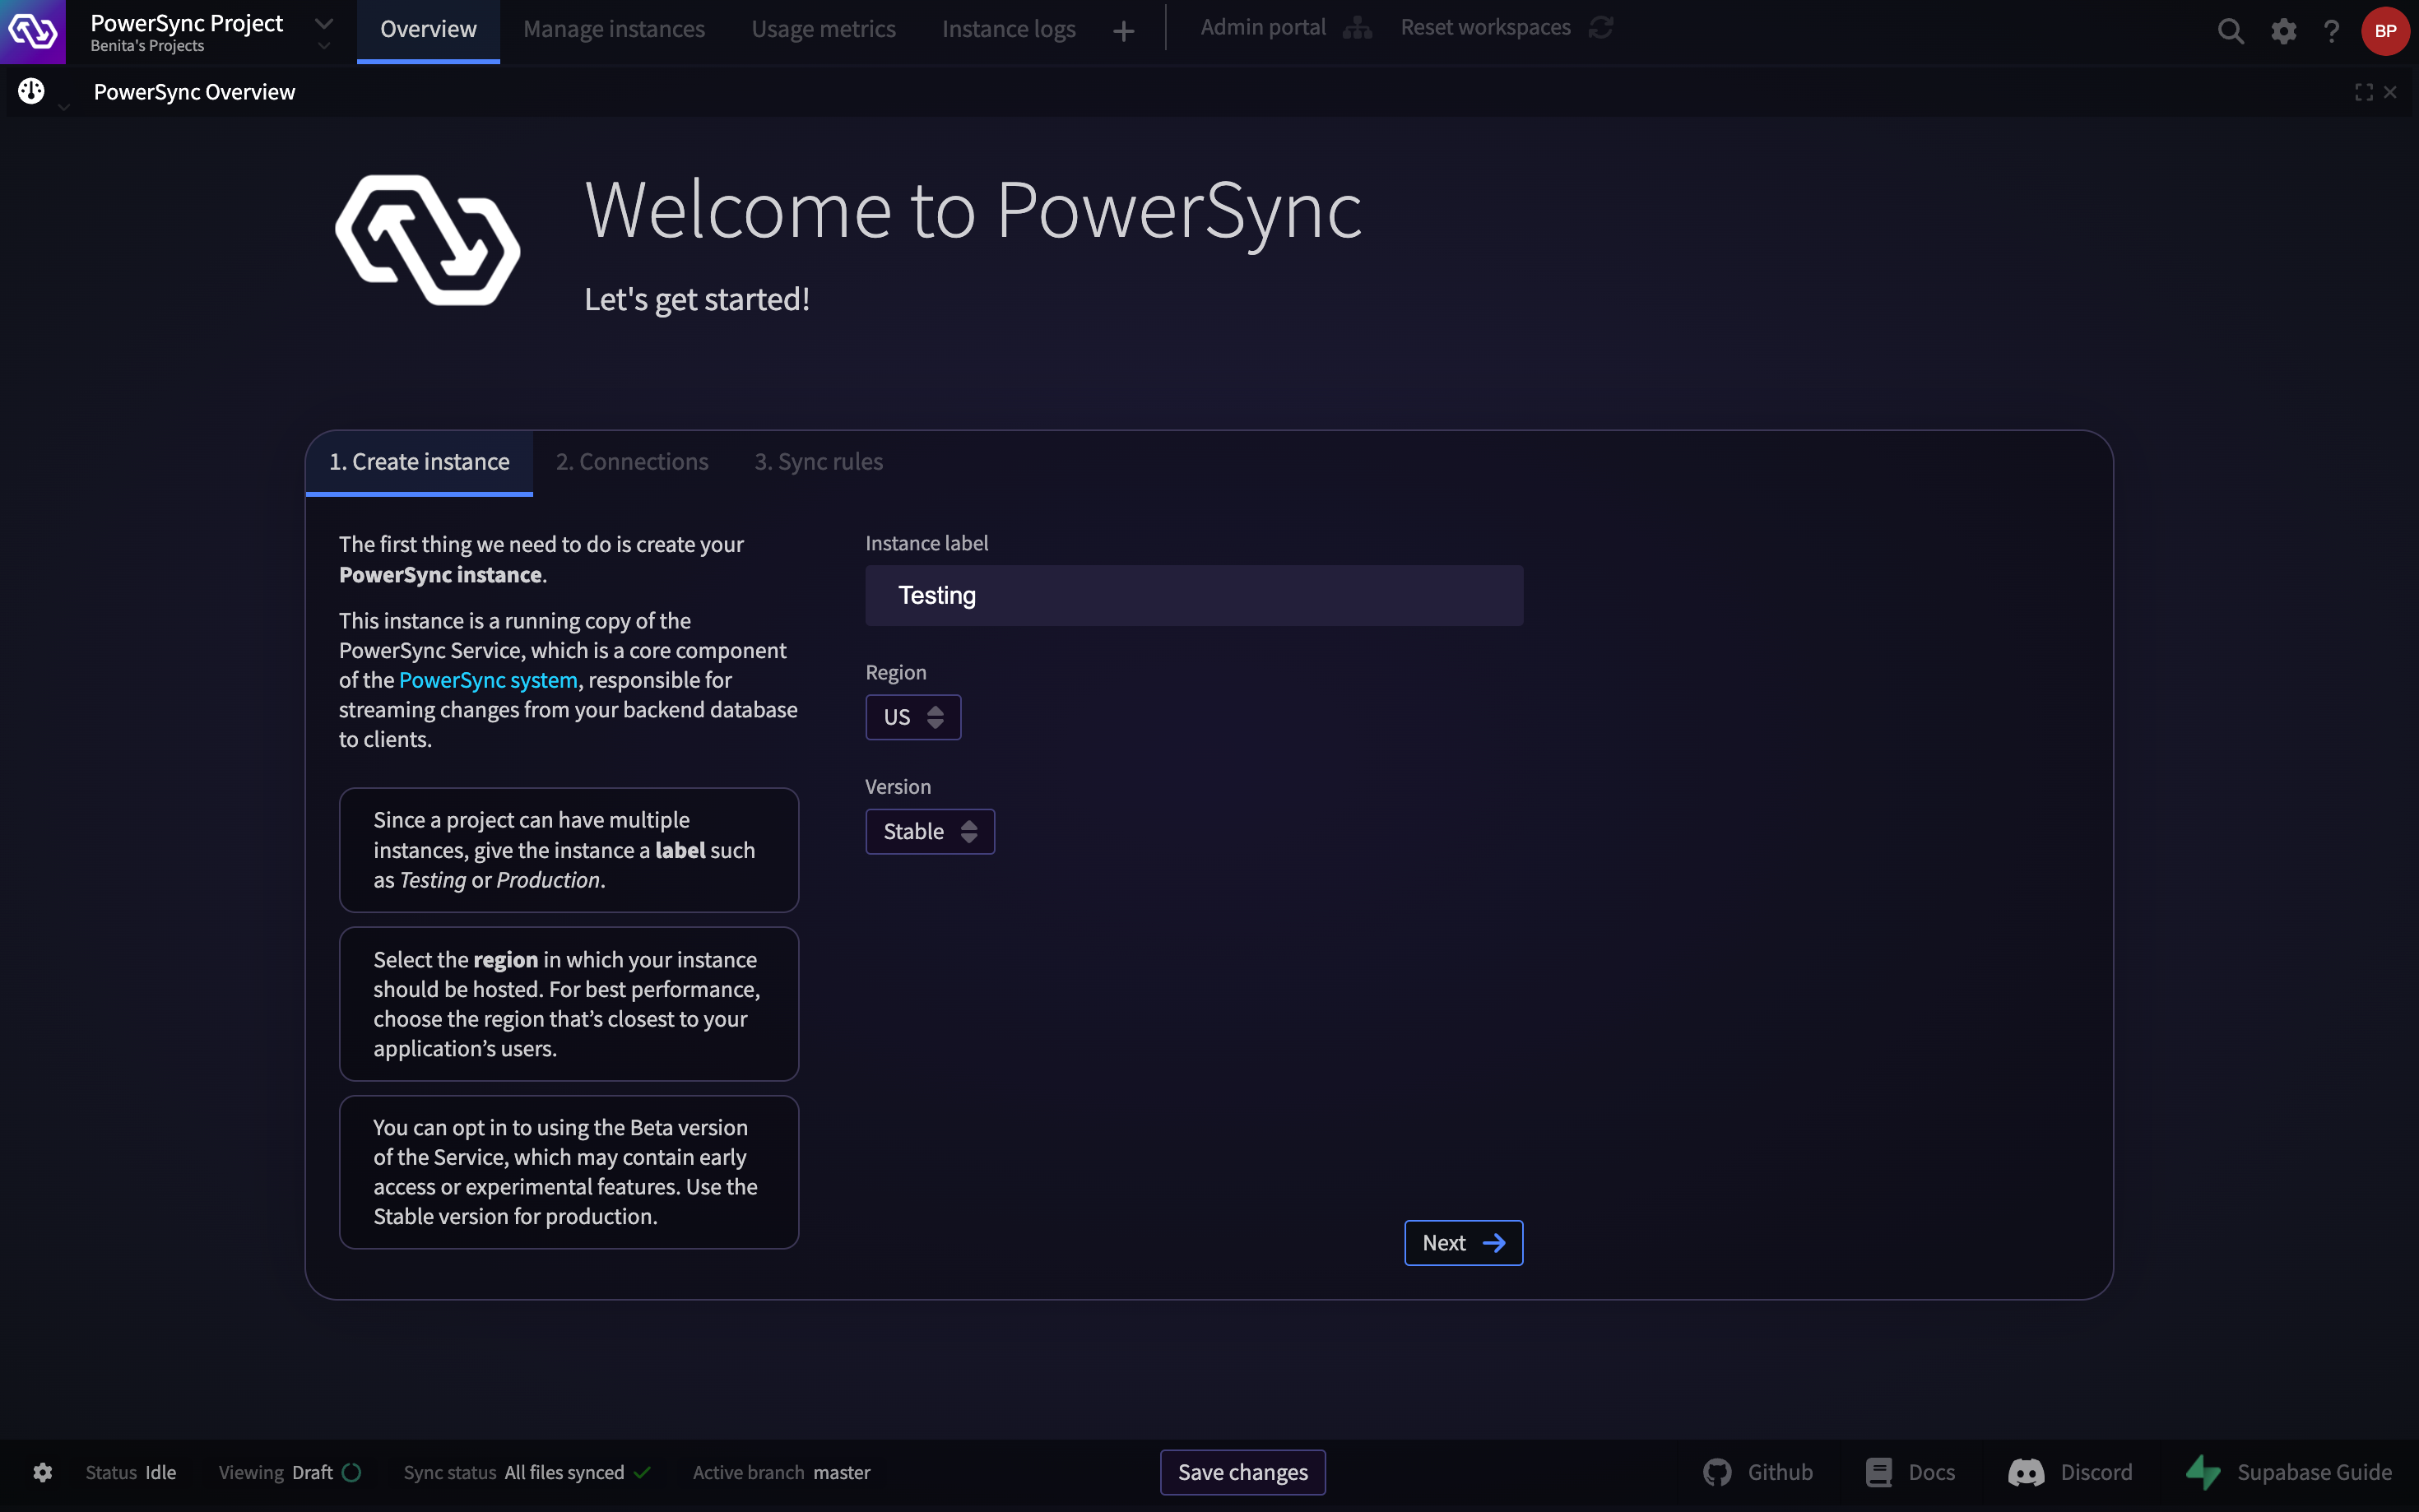 PowerSync Project
Benita's Projects
Overview
Manage instances
Usage metrics
Instance logs
Admin portal
Reset workspaces
BP
PowerSync Overview
Welcome to PowerSync
Let's get started!
1. Create instance
2. Connections
3. Sync rules
The first thing we need to do is create your
PowerSync instance.
This instance is a running copy of the
PowerSync Service, which is a core component
of the PowerSync system, responsible for
streaming changes from your backend database
to clients.
Since a project can have multiple
instances, give the instance a label such
as Testing or Production.
Select the region in which your instance
should be hosted. For best performance,
choose the region that’s closest to your
application’s users.
You can opt in to using the Beta version
of the Service, which may contain early
access or experimental features. Use the
Stable version for production.
Instance label
Testing
Region
US
Version
Stable
Next
Status Idle
Viewing Draft
Sync status All files synced
Active branch master
Save changes
Github
Docs
Discord
Supabase Guide